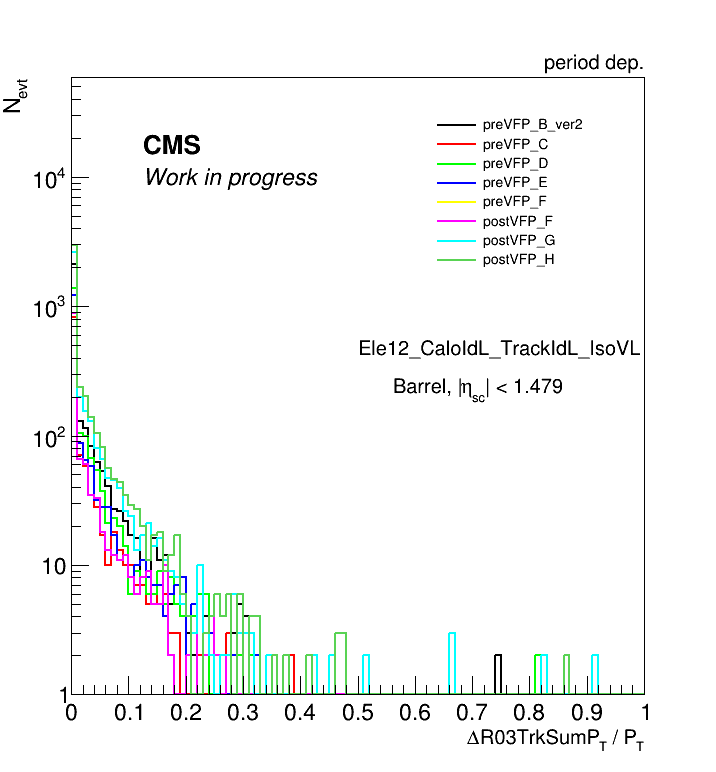 period dep.
N_evt
CMS
Work in progress
preVFP_B_ver2
preVFP_C
preVFP_D
preVFP_E
preVFP_F
postVFP_F
postVFP_G
postVFP_H
Ele12_CaloIdL_TrackIdL_IsoVL
Barrel, |η_sc| < 1.479
10^4
10^3
10^2
10
1
0 0.1 0.2 0.3 0.4 0.5 0.6 0.7 0.8 0.9 1
ΔR03TrkSumP_T / P_T